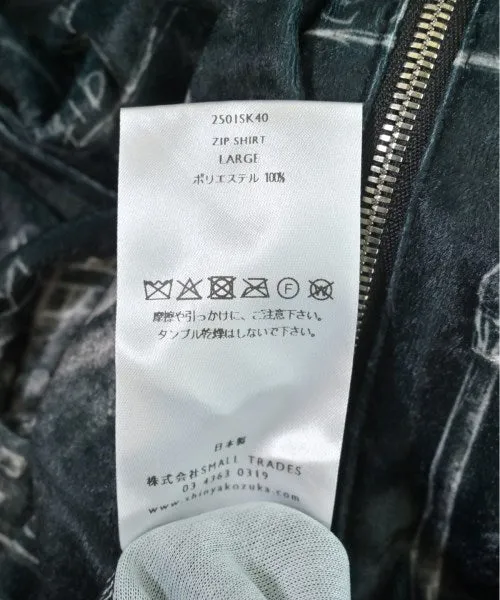 2501SK40
ZIP SHIRT
LARGE
ポリエステル 100%
F
W
摩擦や引っかけに、ご注意下さい。
タンブル乾燥はしないで下さい。
日本製
株式会社SMALL TRADES
03 4363 0319
www.shinyakozuka.com